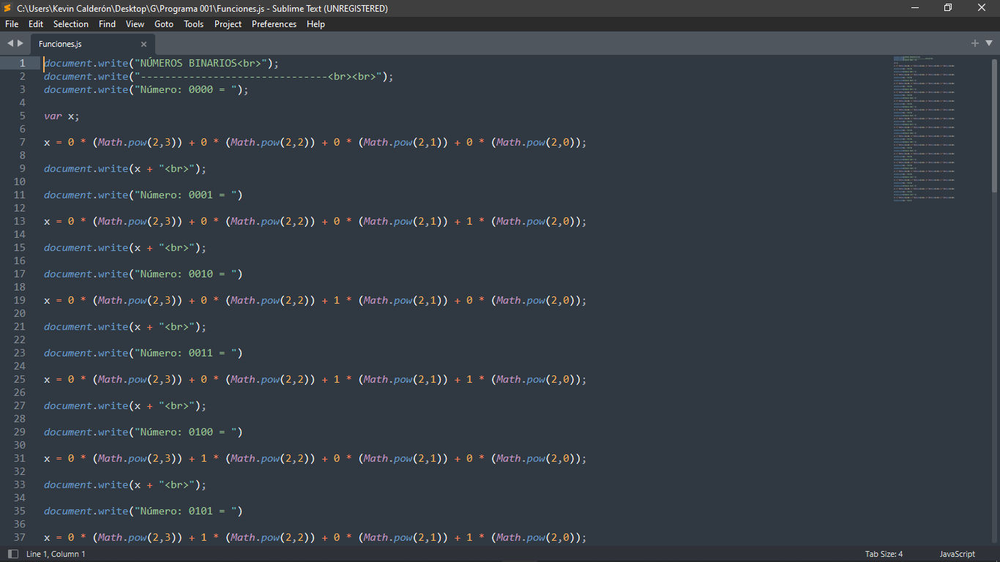 C:\Users\Kevin Calderón\Desktop\G\Programa 001\Funciones.js - Sublime Text (UNREGISTERED)
File Edit Selection Find View Goto Tools Project Preferences Help
Funciones.js
1 document.write("NÚMEROS BINARIOS<br>");
2 document.write("-------------------------------<br><br>");
3 document.write("Número: 0000 = ");
4
5 var x;
6
7 x = 0 * (Math.pow(2,3)) + 0 * (Math.pow(2,2)) + 0 * (Math.pow(2,1)) + 0 * (Math.pow(2,0));
8
9 document.write(x + "<br>");
10
11 document.write("Número: 0001 = ")
12
13 x = 0 * (Math.pow(2,3)) + 0 * (Math.pow(2,2)) + 0 * (Math.pow(2,1)) + 1 * (Math.pow(2,0));
14
15 document.write(x + "<br>");
16
17 document.write("Número: 0010 = ")
18
19 x = 0 * (Math.pow(2,3)) + 0 * (Math.pow(2,2)) + 1 * (Math.pow(2,1)) + 0 * (Math.pow(2,0));
20
21 document.write(x + "<br>");
22
23 document.write("Número: 0011 = ")
24
25 x = 0 * (Math.pow(2,3)) + 0 * (Math.pow(2,2)) + 1 * (Math.pow(2,1)) + 1 * (Math.pow(2,0));
26
27 document.write(x + "<br>");
28
29 document.write("Número: 0100 = ")
30
31 x = 0 * (Math.pow(2,3)) + 1 * (Math.pow(2,2)) + 0 * (Math.pow(2,1)) + 0 * (Math.pow(2,0));
32
33 document.write(x + "<br>");
34
35 document.write("Número: 0101 = ")
36
37 x = 0 * (Math.pow(2,3)) + 1 * (Math.pow(2,2)) + 0 * (Math.pow(2,1)) + 1 * (Math.pow(2,0));
Line 1, Column 1 Tab Size: 4 JavaScript